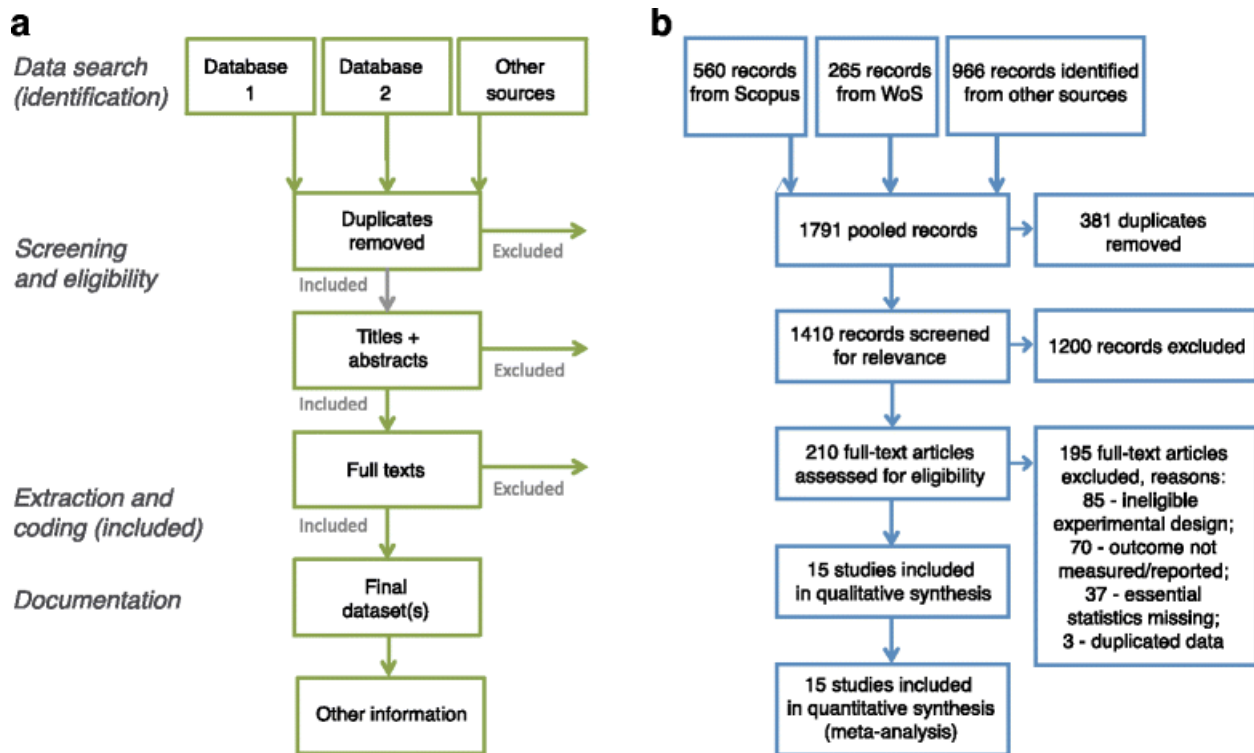 a
Data search
(identification)
Database
1
Database
2
Other
sources
Duplicates
removed
Excluded
Included
Screening
and eligibility
Titles +
abstracts
Excluded
Included
Full texts
Excluded
Included
Extraction and
coding (included)
Final
dataset(s)
Documentation
Other information
b
560 records
from Scopus
265 records
from WoS
966 records identified
from other sources
1791 pooled records
381 duplicates
removed
1410 records screened
for relevance
1200 records excluded
210 full-text articles
assessed for eligibility
195 full-text articles
excluded, reasons:
85 - ineligible
experimental design;
70 - outcome not
measured/reported;
37 - essential
statistics missing;
3 - duplicated data
15 studies included
in qualitative synthesis
15 studies included
in quantitative synthesis
(meta-analysis)